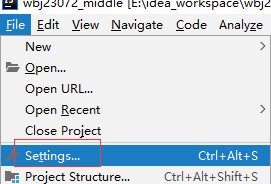 wbj23072_middle [E:\idea_workspace\wbj2
File Edit View Navigate Code Analyze
New
Open...
Open URL...
Open Recent
Close Project
Settings... Ctrl+Alt+S
Project Structure... Ctrl+Alt+Shift+S